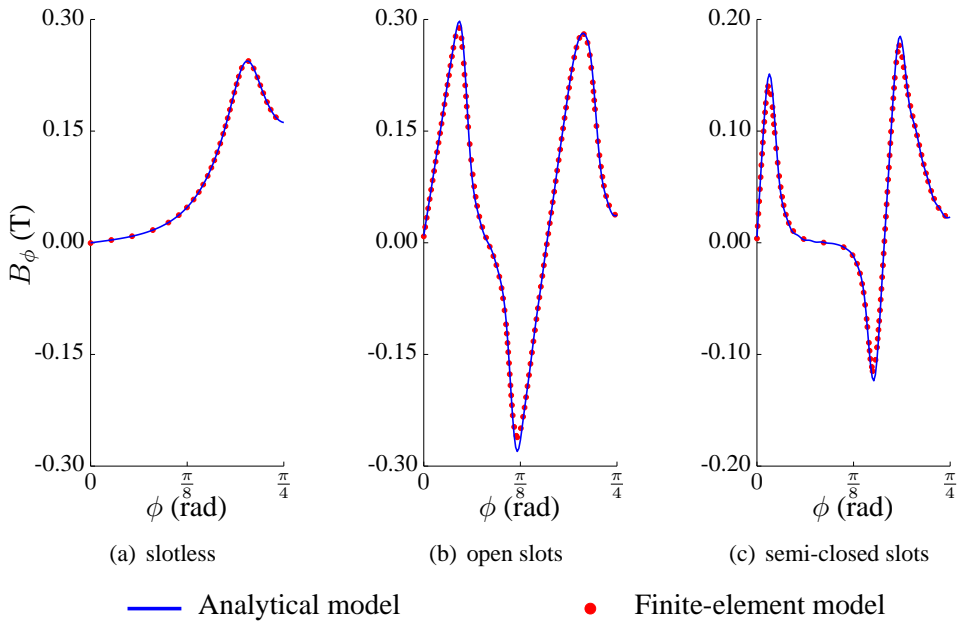 0.30 0.30 0.20
0.15 0.15 0.10
0.00 0.00 0.00
-0.15 -0.15 -0.10
-0.30 -0.30 -0.20
B_ϕ (T)
0 π/8 π/4 0 π/8 π/4 0 π/8 π/4
ϕ (rad) ϕ (rad) ϕ (rad)
(a) slotless (b) open slots (c) semi-closed slots
Analytical model Finite-element model